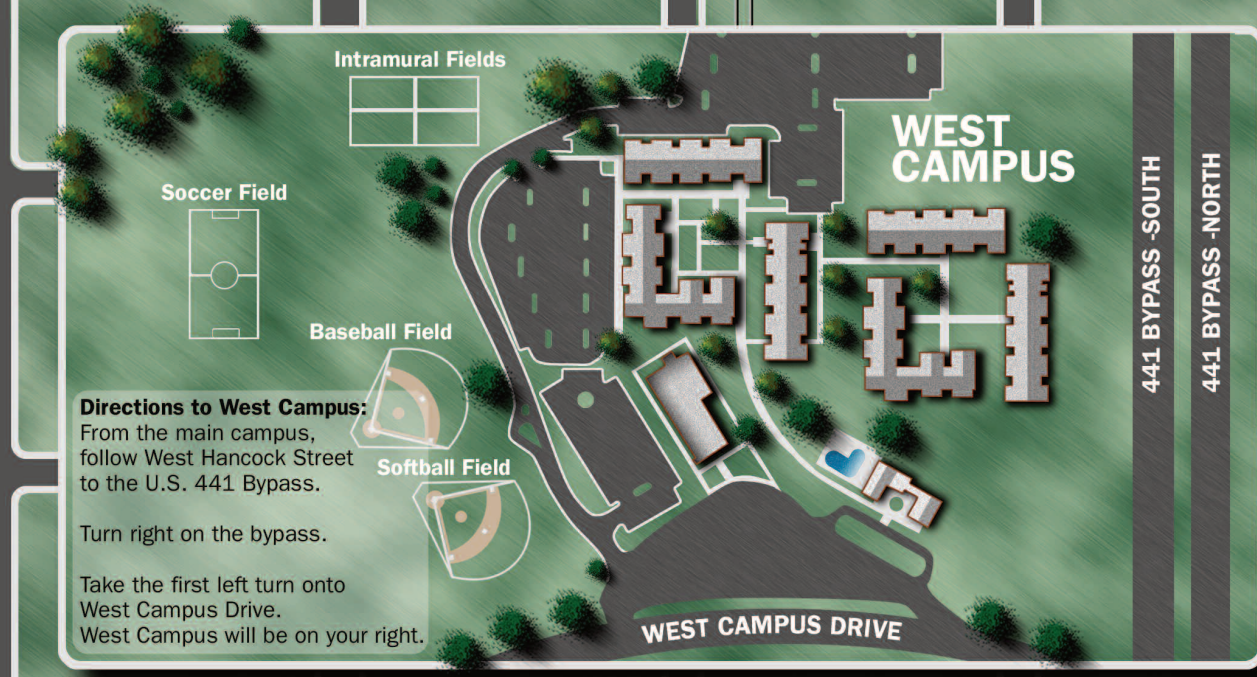 Intramural Fields
WEST
CAMPUS
Soccer Field
441 BYPASS -SOUTH
441 BYPASS -NORTH
Baseball Field
Directions to West Campus:
From the main campus,
follow West Hancock Street
to the U.S. 441 Bypass.
Turn right on the bypass.
Take the first left turn onto
West Campus Drive.
West Campus will be on your right.
Softball Field
WEST CAMPUS DRIVE